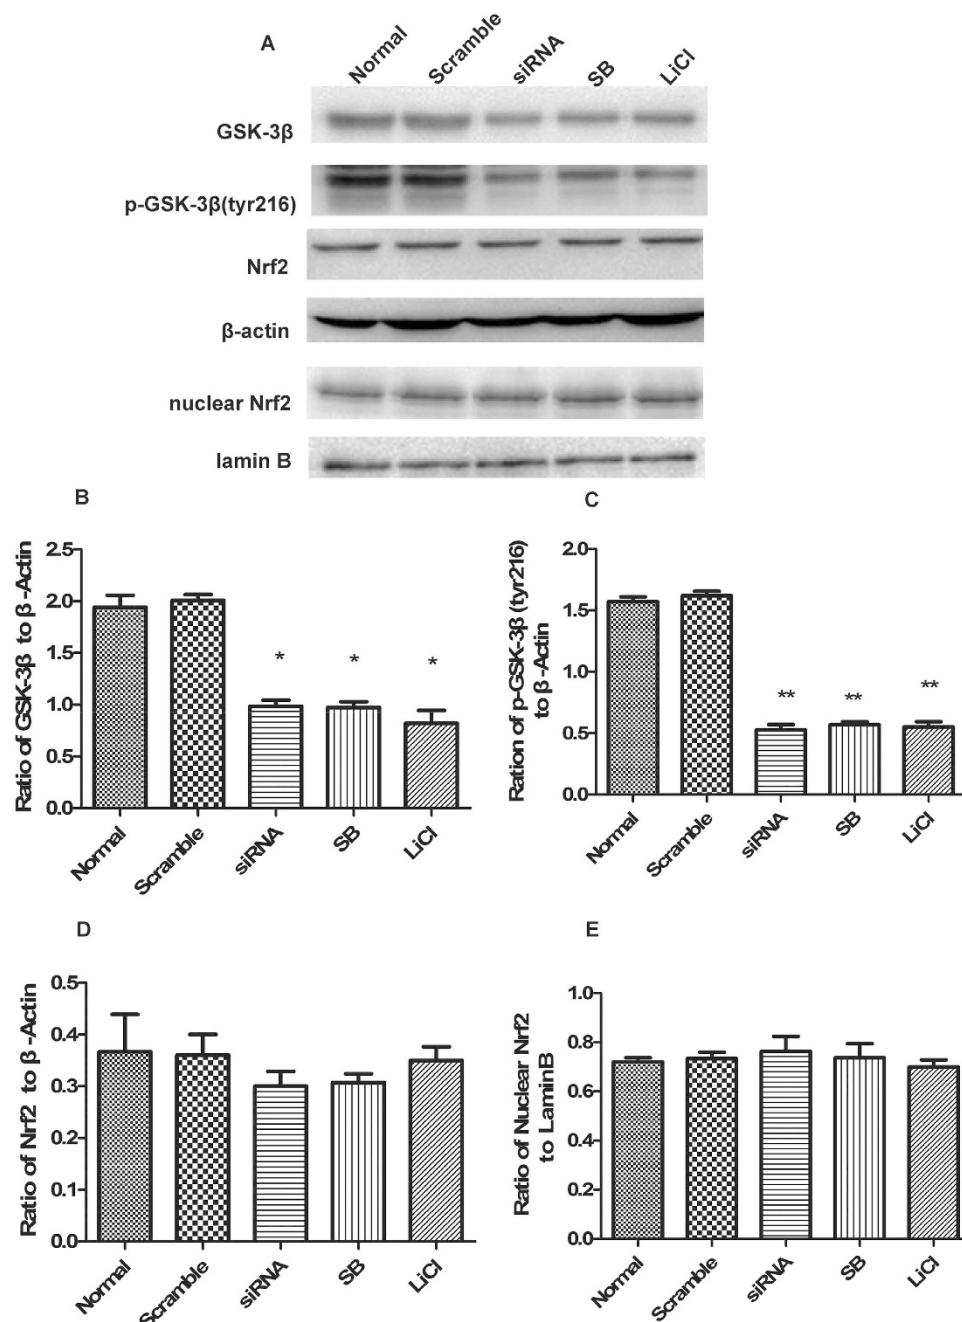 A
Normal
Scramble
siRNA
SB
LiCl
GSK-3β
p-GSK-3β(tyr216)
Nrf2
β-actin
nuclear Nrf2
lamin B
B
Ratio of GSK-3β to β-Actin
2.5
2.0
1.5
1.0
0.5
0.0
*
*
*
Normal
Scramble
siRNA
SB
LiCl
C
Ration of p-GSK-3β (tyr216)
to β-Actin
2.0
1.5
1.0
0.5
0.0
**
**
**
Normal
Scramble
siRNA
SB
LiCl
D
Ratio of Nrf2 to β-Actin
0.5
0.4
0.3
0.2
0.1
0.0
Normal
Scramble
siRNA
SB
LiCl
E
Ratio of Nuclear Nrf2
to LaminB
1.0
0.8
0.6
0.4
0.2
0.0
Normal
Scramble
siRNA
SB
LiCl